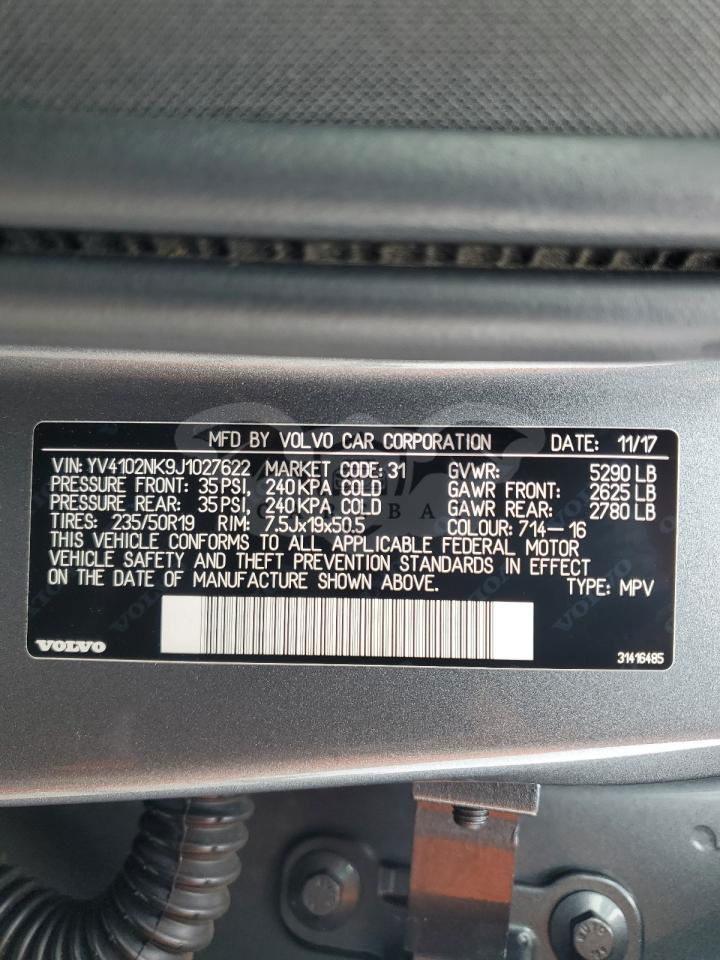 MFD BY VOLVO CAR CORPORATION DATE: 11/17
VIN: YV4102NK9J1027622 MARKET CODE: 31 GVWR: 5290 LB
PRESSURE FRONT: 35 PSI, 240 KPA COLD GAWR FRONT: 2625 LB
PRESSURE REAR: 35 PSI, 240 KPA COLD GAWR REAR: 2780 LB
TIRES: 235/50R19 RIM: 7.5Jx19x50.5 COLOUR: 714-16
THIS VEHICLE CONFORMS TO ALL APPLICABLE FEDERAL MOTOR
VEHICLE SAFETY AND THEFT PREVENTION STANDARDS IN EFFECT
ON THE DATE OF MANUFACTURE SHOWN ABOVE. TYPE: MPV
VOLVO
31416485